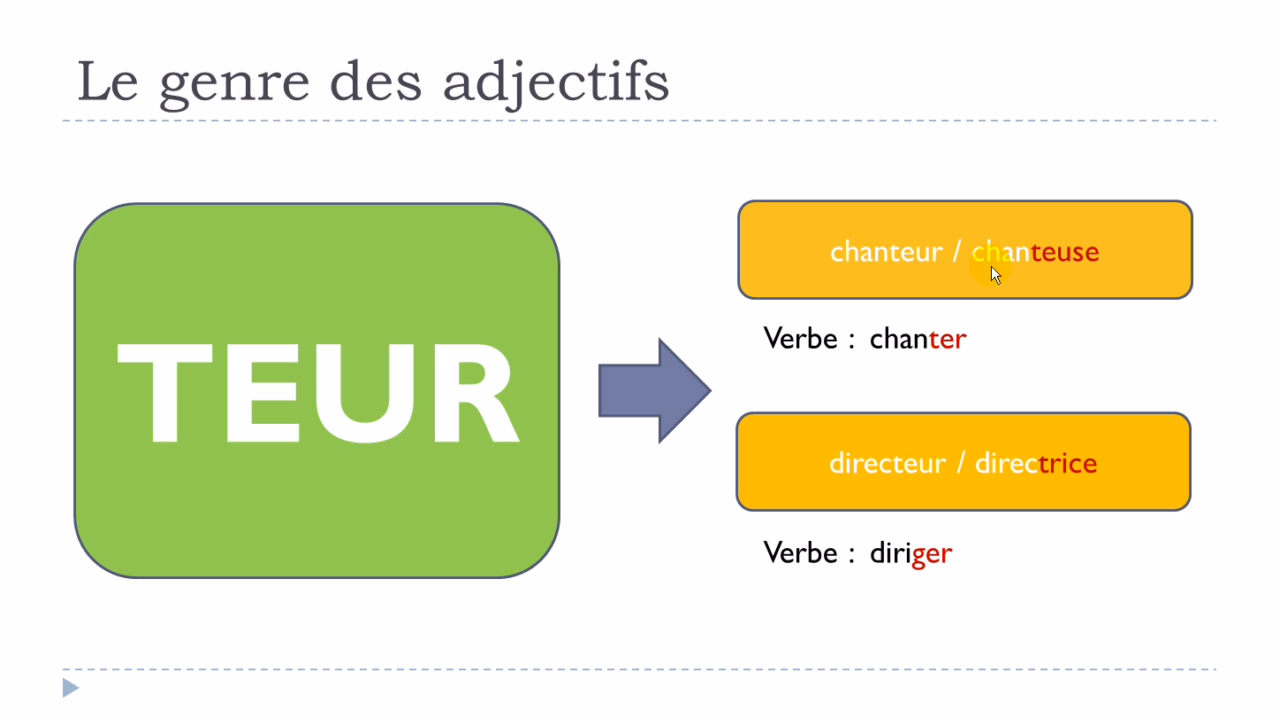 Le genre des adjectifs
TEUR
chanteur / chanteuse
Verbe : chanter
directeur / directrice
Verbe : diriger